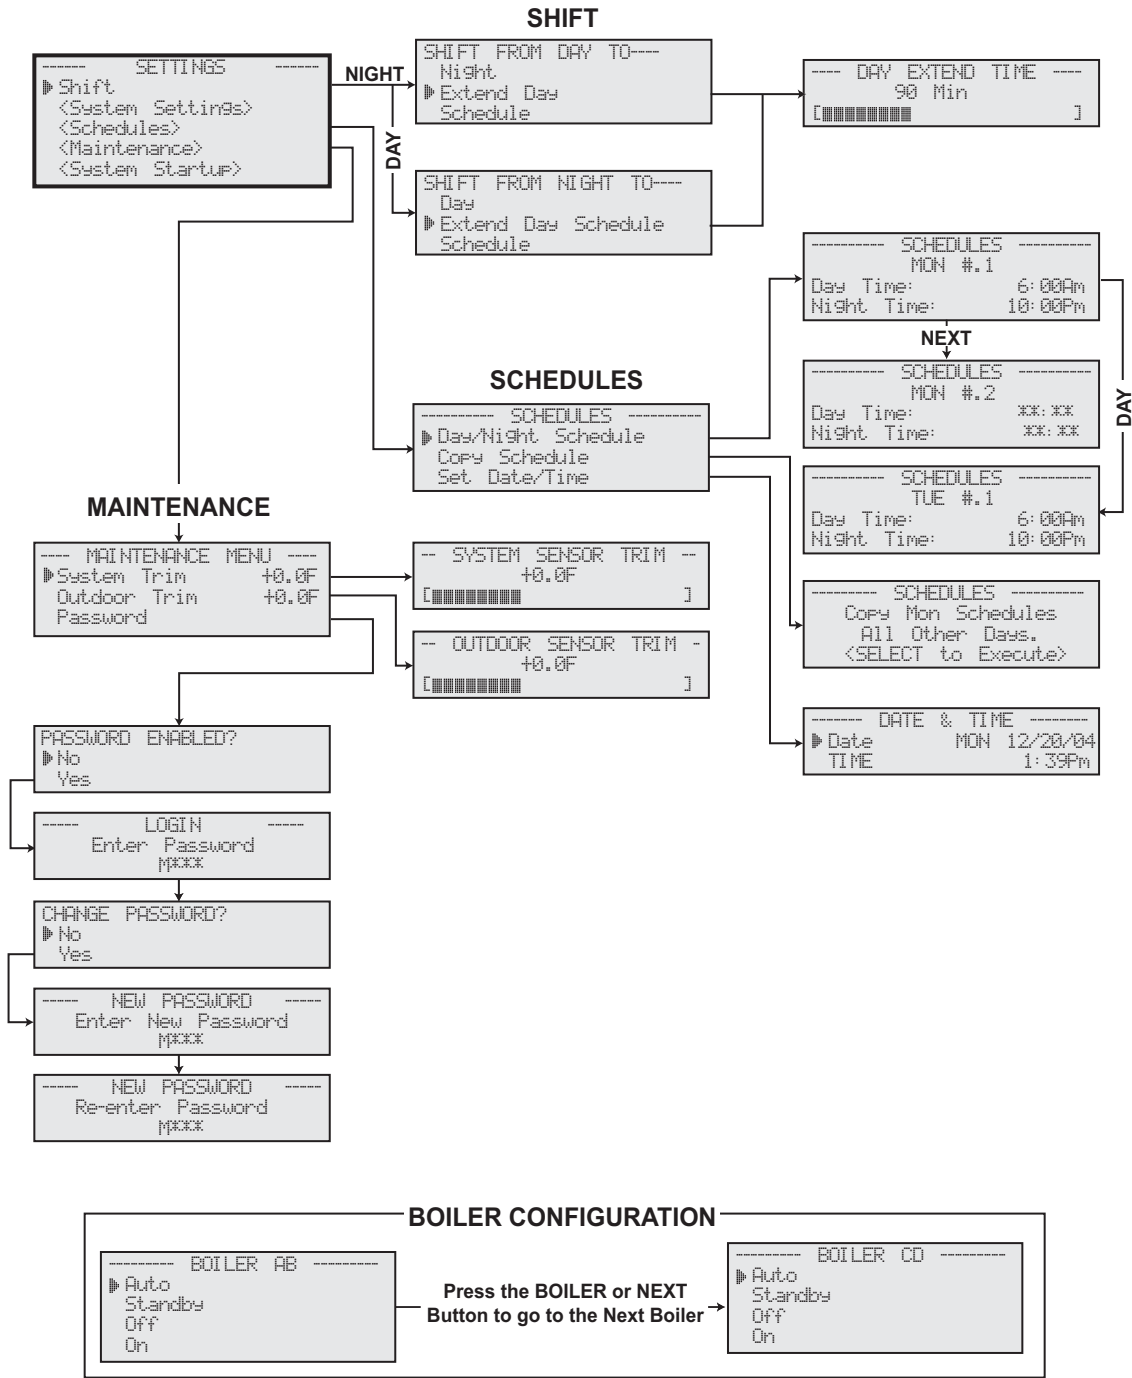 SHIFT
------ SETTINGS ------
Shift
<System Settings>
<Schedules>
<Maintenance>
<System Startup>
NIGHT
DAY
SHIFT FROM DAY TO----
Night
Extend Day
Schedule
---- DAY EXTEND TIME ----
90 Min
[ ]
SHIFT FROM NIGHT TO----
Day
Extend Day Schedule
Schedule
---------- SCHEDULES ----------
MON #.1
Day Time: 6:00Am
Night Time: 10:00Pm
NEXT
DAY
---------- SCHEDULES ----------
MON #.2
Day Time: **:**
Night Time: **:**
SCHEDULES
---------- SCHEDULES ----------
Day/Night Schedule
Copy Schedule
Set Date/Time
---------- SCHEDULES ----------
TUE #.1
Day Time: 6:00Am
Night Time: 10:00Pm
MAINTENANCE
---- MAINTENANCE MENU ----
System Trim +0.0F
Outdoor Trim +0.0F
Password
-- SYSTEM SENSOR TRIM --
+0.0F
[ ]
---------- SCHEDULES ----------
Copy Mon Schedules
All Other Days.
<SELECT to Execute>
-- OUTDOOR SENSOR TRIM -
+0.0F
[ ]
------- DATE & TIME --------
Date MON 12/20/04
TIME 1:39Pm
PASSWORD ENABLED?
No
Yes
----- LOGIN -----
Enter Password
M***
CHANGE PASSWORD?
No
Yes
----- NEW PASSWORD -----
Enter New Password
M***
----- NEW PASSWORD -----
Re-enter Password
M***
BOILER CONFIGURATION
--------- BOILER AB ---------
Auto
Standby
Off
On
Press the BOILER or NEXT
Button to go to the Next Boiler
--------- BOILER CD ---------
Auto
Standby
Off
On